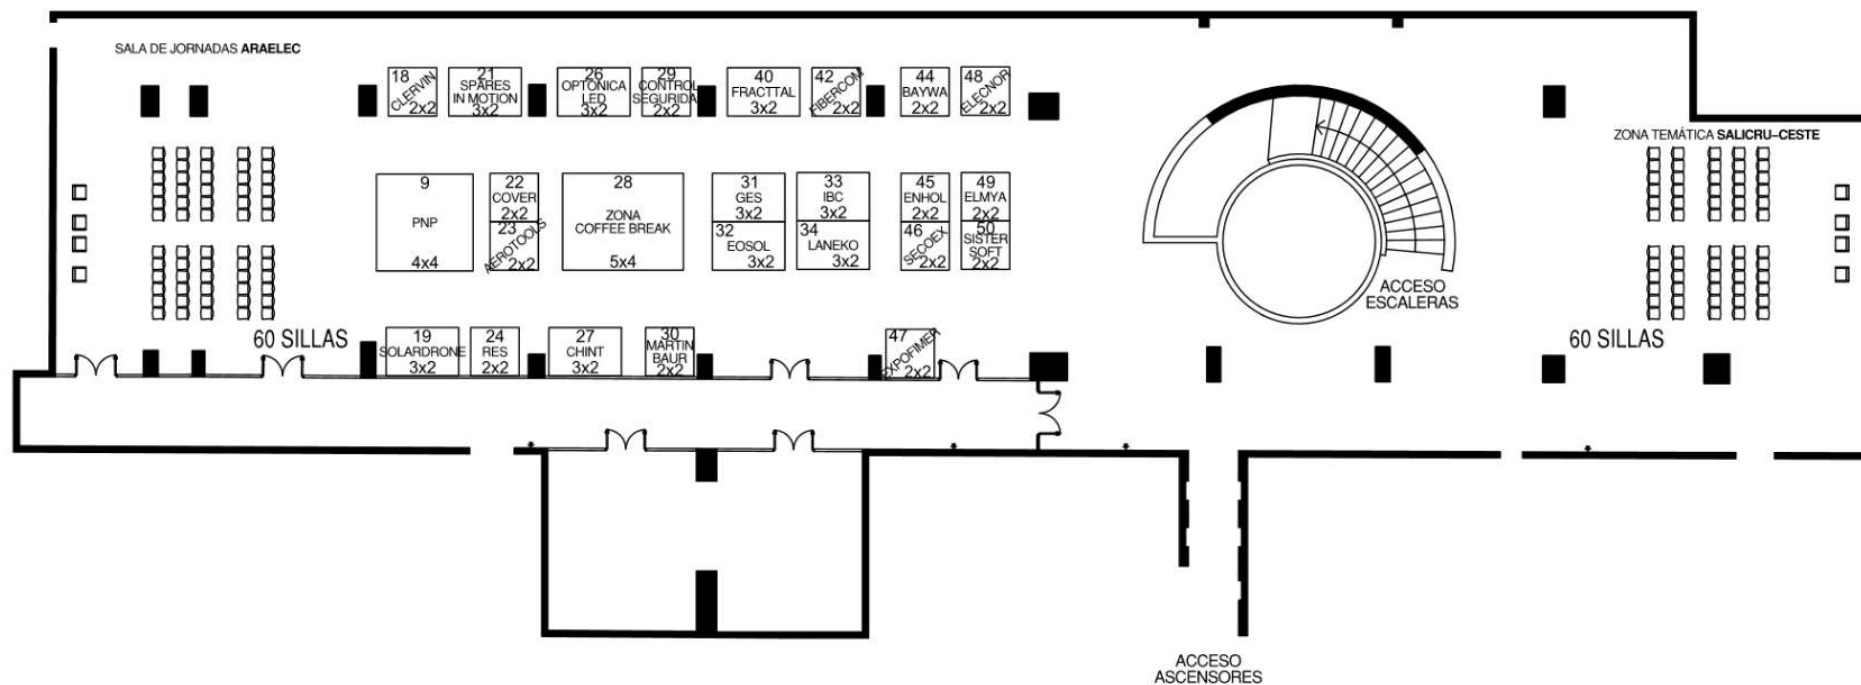 SALA DE JORNADAS ARAELEC
18
CLERVIN
2x2
21
SPARES
IN MOTION
3x2
26
OPTONICA
LED
3x2
29
CONTROL
SEGURIDA
2x2
40
FRACTTAL
3x2
42
FIBERCOM
2x2
44
BAYWA
2x2
48
ELECNOR
2x2
ZONA TEMÁTICA SALICRU-CESTE
9
PNP
4x4
22
COVER
2x2
23
AEROTOOLS
2x2
28
ZONA
COFFEE BREAK
5x4
31
GES
3x2
32
EOSOL
3x2
33
IBC
3x2
34
LANEKO
3x2
45
ENHOL
2x2
46
SECOEX
2x2
49
ELMYA
2x2
50
SISTER
SOFT
2x2
ACCESO
ESCALERAS
60 SILLAS
19
SOLARDRONE
3x2
24
RES
2x2
27
CHINT
3x2
30
MARTIN
BAUR
2x2
47
EXPOFIMER
2x2
60 SILLAS
ACCESO
ASCENSORES